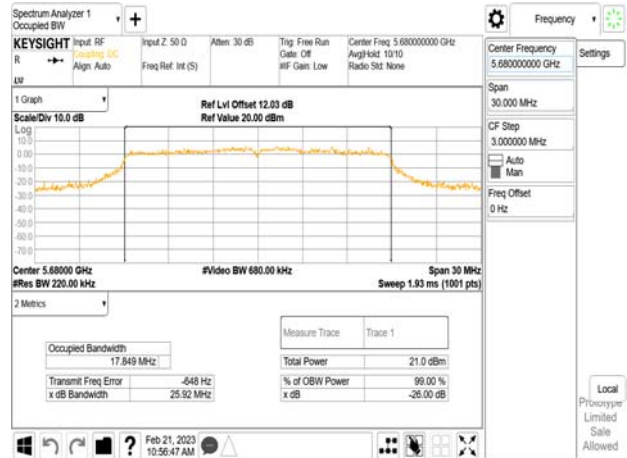 Spectrum Analyzer 1
Occupied BW
Frequency
KEYSIGHT
Input: RF
Coupling: DC
Align: Auto
Input Z: 50 Ω
Freq Ref: Int (S)
Atten: 30 dB
Trig: Free Run
Gate: Off
#IF Gain: Low
Center Freq: 5.680000000 GHz
Avg|Hold: 10/10
Radio Std: None
R
LXI
Center Frequency
5.680000000 GHz
Settings
Span
30.000 MHz
CF Step
3.000000 MHz
Auto
Man
Freq Offset
0 Hz
1 Graph
Scale/Div 10.0 dB
Ref Lvl Offset 12.03 dB
Ref Value 20.00 dBm
Log
10.0
0.00
-10.0
-20.0
-30.0
-40.0
-50.0
-60.0
-70.0
Center 5.68000 GHz
#Res BW 220.00 kHz
#Video BW 680.00 kHz
Span 30 MHz
Sweep 1.93 ms (1001 pts)
2 Metrics
Measure Trace
Trace 1
Occupied Bandwidth
17.849 MHz
Total Power
21.0 dBm
Transmit Freq Error
-648 Hz
% of OBW Power
99.00 %
x dB Bandwidth
25.92 MHz
x dB
-26.00 dB
Local
Prototype
Limited
Sale
Allowed
?
Feb 21, 2023
10:56:47 AM